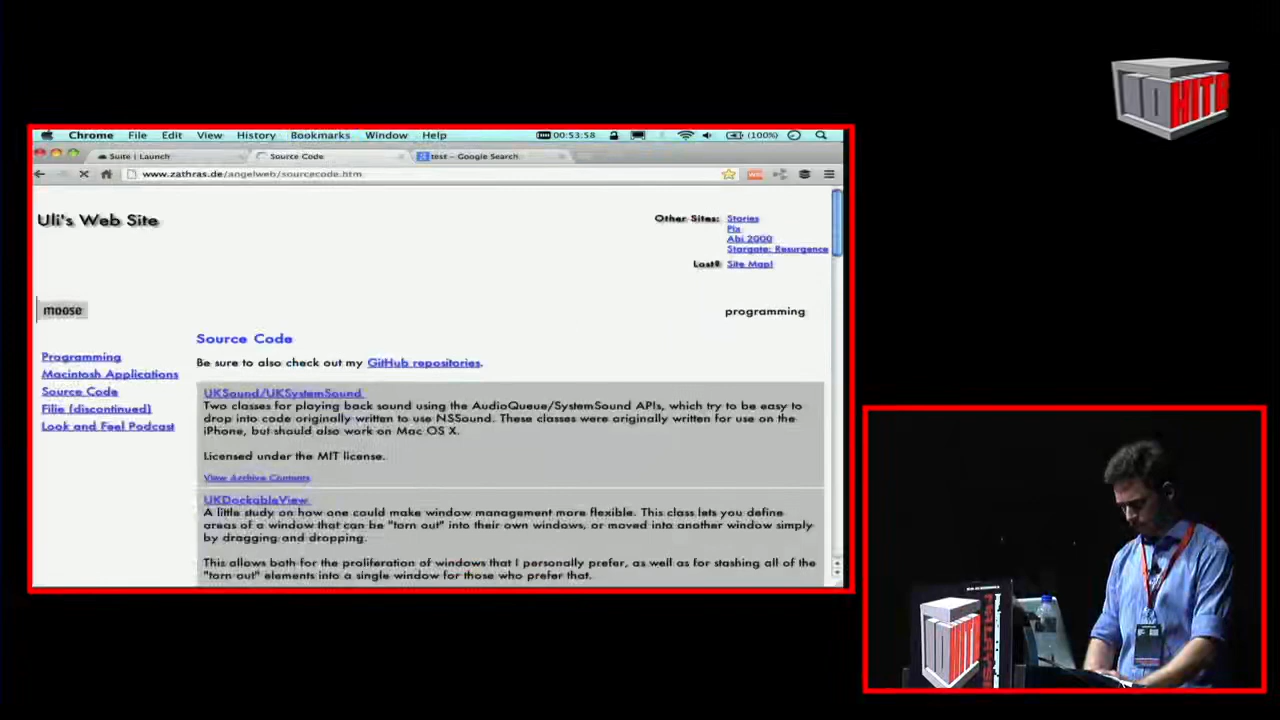 HITB
Chrome File Edit View History Bookmarks Window Help 00:53:58 (100%)
Suite | Launch Source Code test - Google Search
www.zathras.de/angelweb/sourcecode.htm
Uli's Web Site
Other Sites: Stories
Pix
Abi 2000
Stargate: Resurgence
Lost? Site Map!
moose
programming
Programming
Macintosh Applications
Source Code
Filie (discontinued)
Look and Feel Podcast
Source Code
Be sure to also check out my GitHub repositories.
UKSound/UKSystemSound
Two classes for playing back sound using the AudioQueue/SystemSound APIs, which try to be easy to
drop into code originally written to use NSSound. These classes were originally written for use on the
iPhone, but should also work on Mac OS X.
Licensed under the MIT license.
View Archive Contents
UKDockableView
A little study on how one could make window management more flexible. This class lets you define
areas of a window that can be "torn out" into their own windows, or moved into another window simply
by dragging and dropping.
This allows both for the proliferation of windows that I personally prefer, as well as for stashing all of the
"torn out" elements into a single window for those who prefer that.